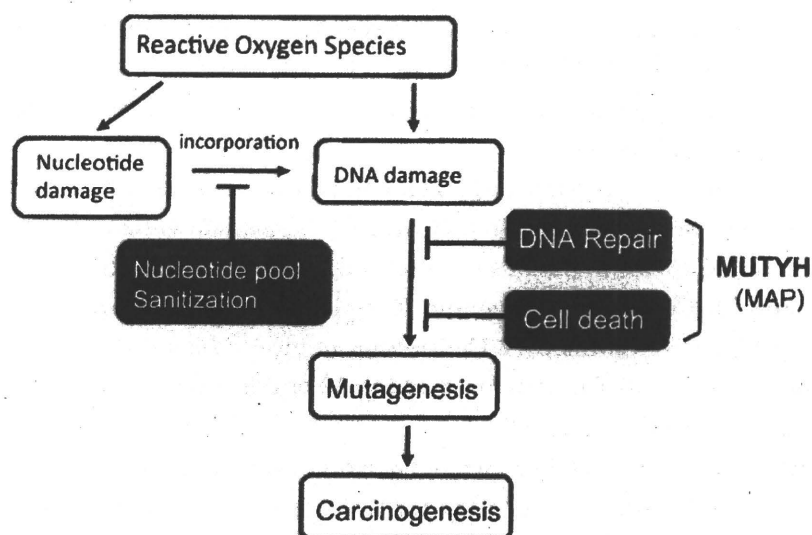 Reactive Oxygen Species
incorporation
Nucleotide
damage
DNA damage
DNA Repair
Nucleotide pool
Sanitization
MUTYH
(MAP)
Cell death
Mutagenesis
Carcinogenesis